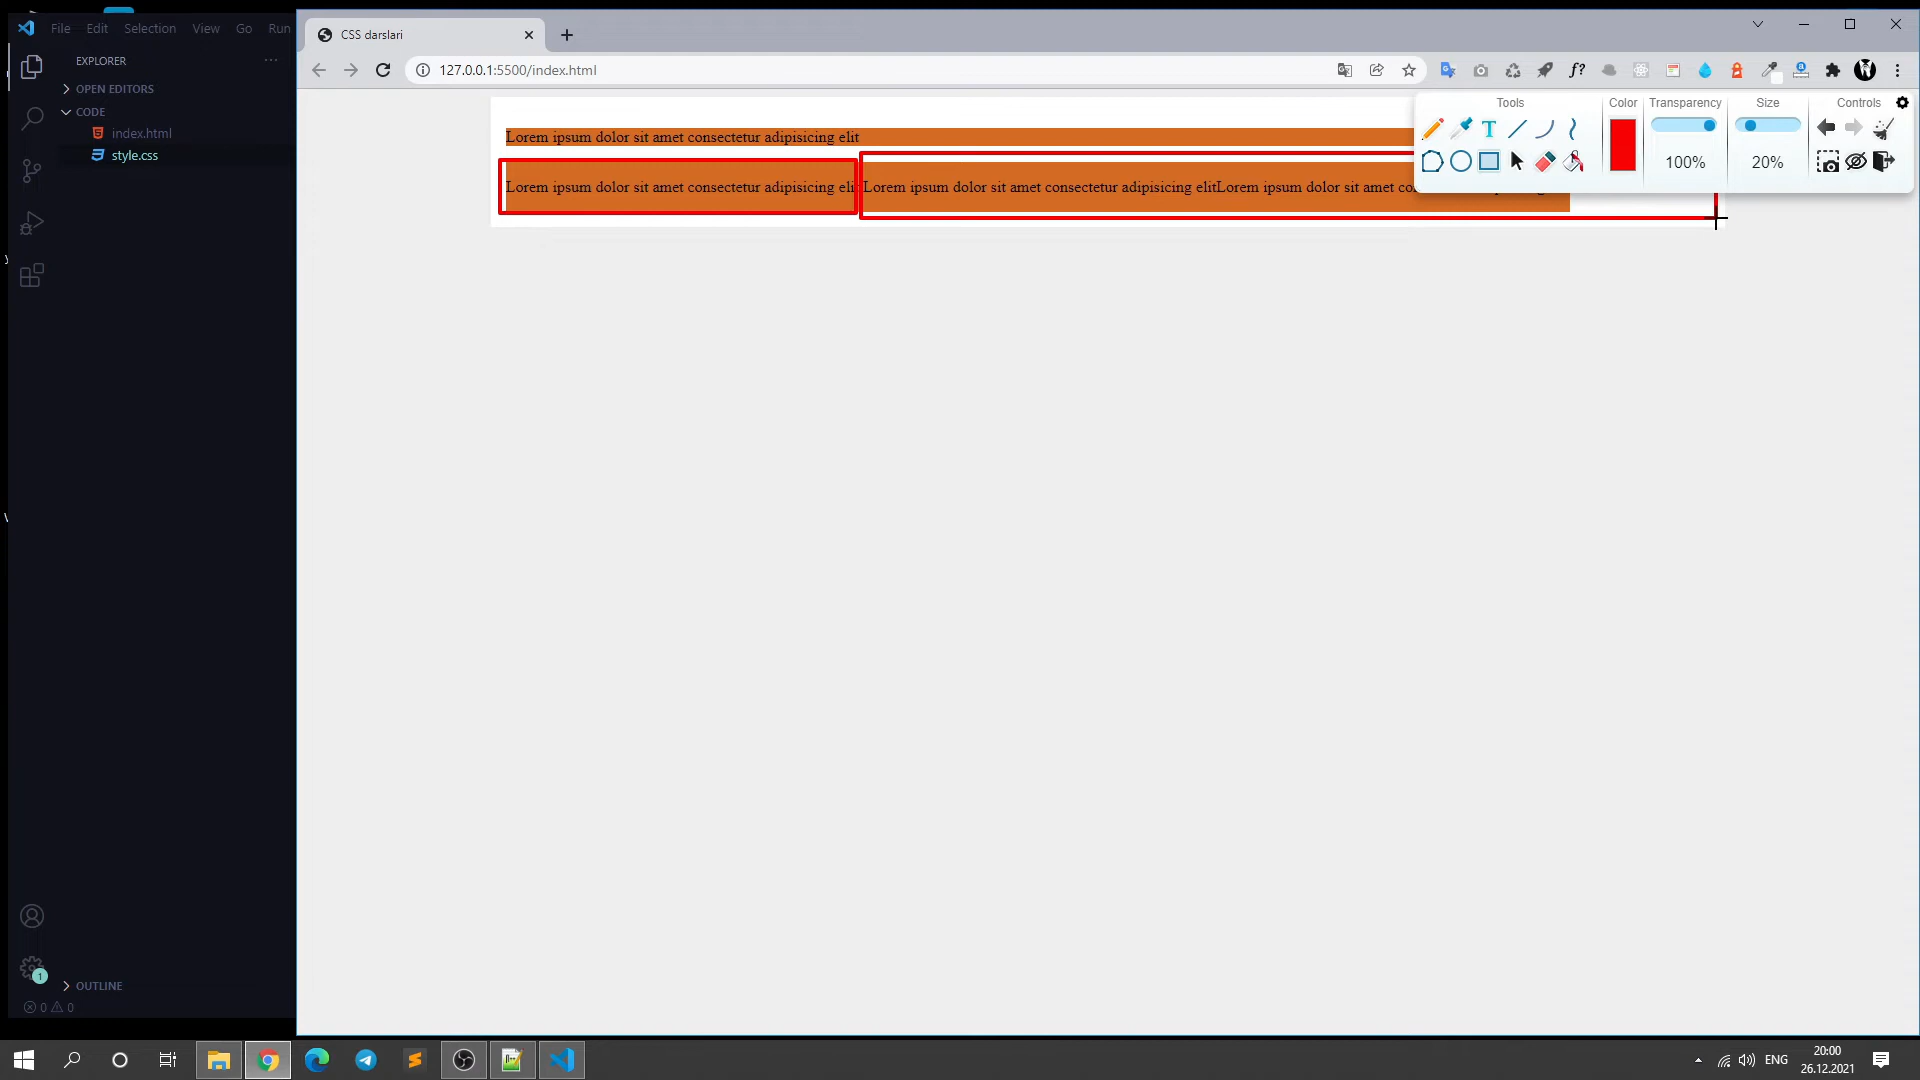 File Edit Selection View Go Run
EXPLORER
OPEN EDITORS
CODE
index.html
style.css
OUTLINE
0 0
1
CSS darslari
127.0.0.1:5500/index.html
Tools Color Transparency Size Controls
T
100% 20%
Lorem ipsum dolor sit amet consectetur adipisicing elit
Lorem ipsum dolor sit amet consectetur adipisicing eli Lorem ipsum dolor sit amet consectetur adipisicing elitLorem ipsum dolor sit amet
ENG
20:00
26.12.2021